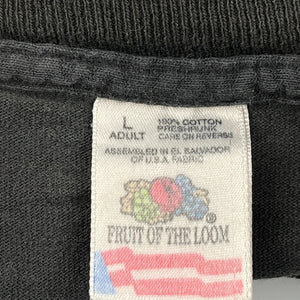 L
ADULT
100% COTTON
PRESHRUNK
CARE ON REVERSE
ASSEMBLED IN EL SALVADOR
OF U.S.A. FABRIC
®
FRUIT OF THE LOOM